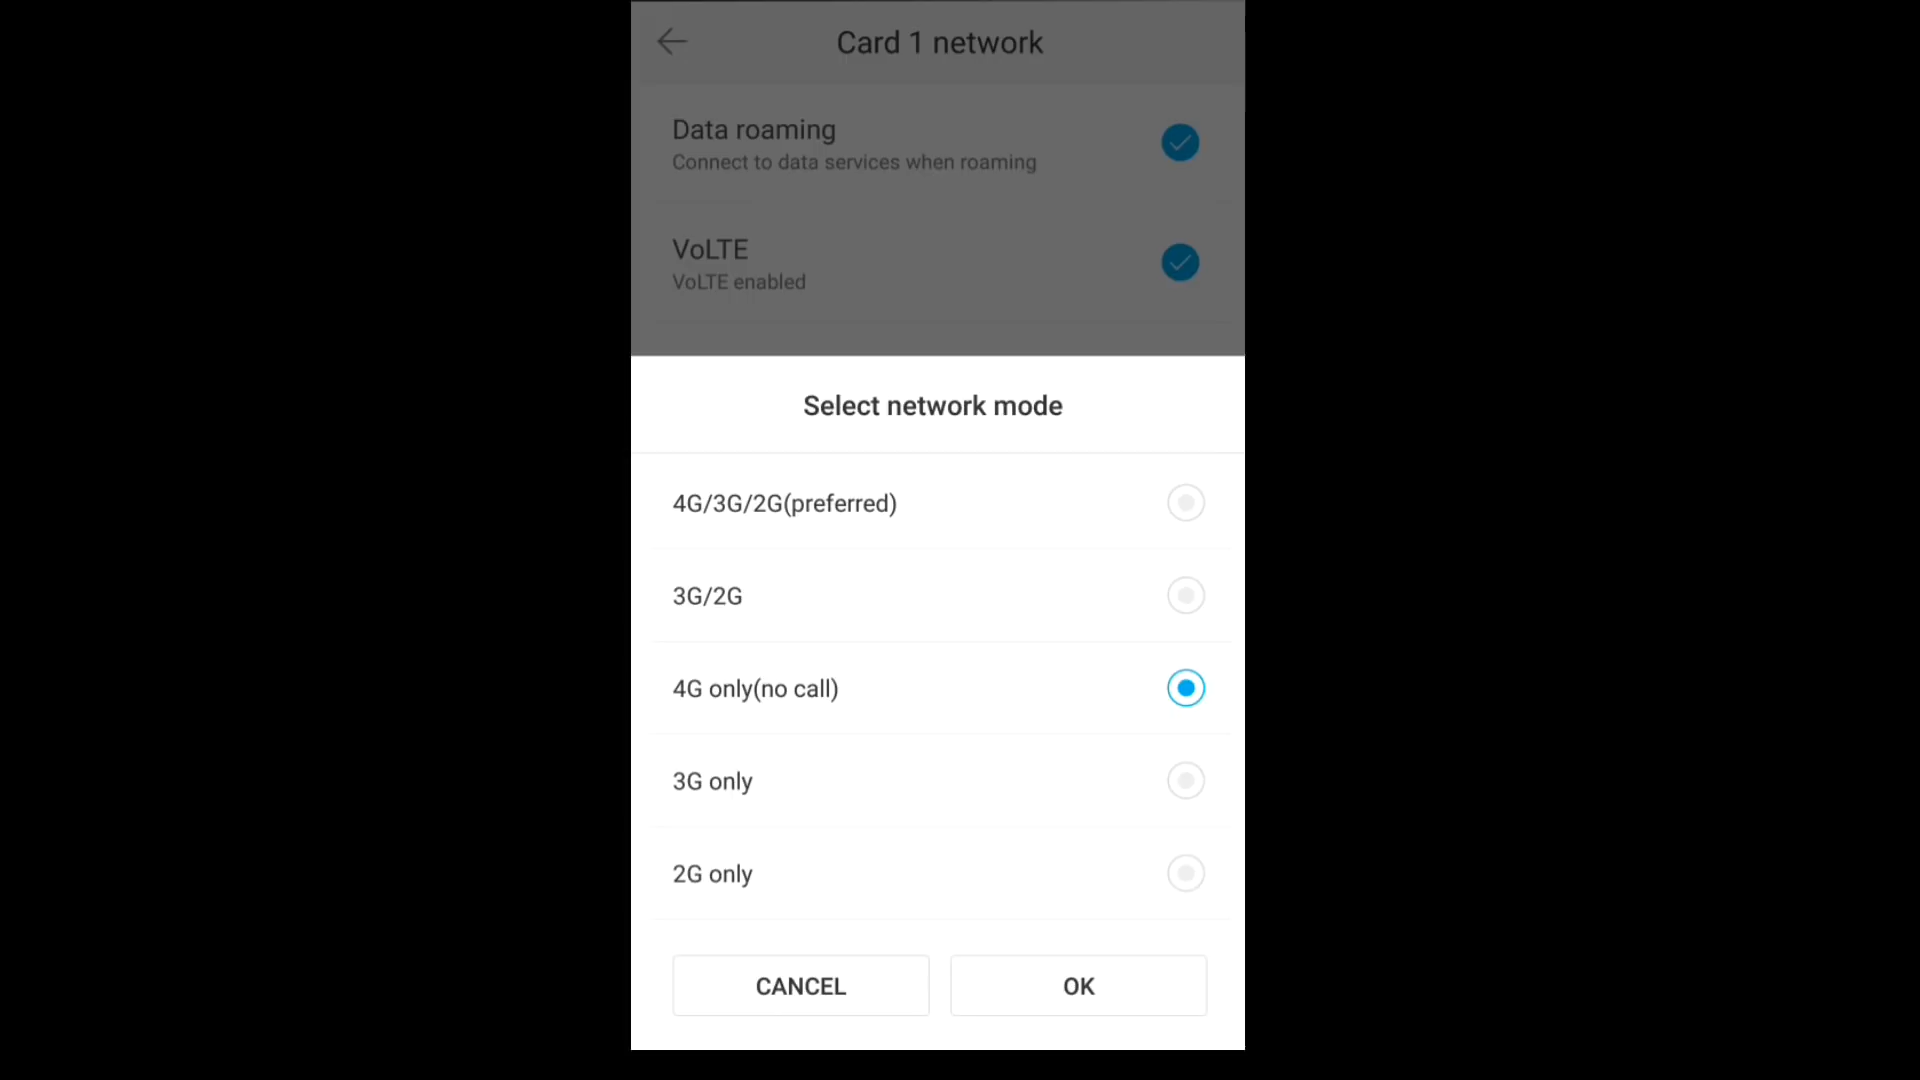 Card 1 network
Data roaming
Connect to data services when roaming
VoLTE
VoLTE enabled
Select network mode
4G/3G/2G(preferred)
3G/2G
4G only(no call)
3G only
2G only
CANCEL
OK